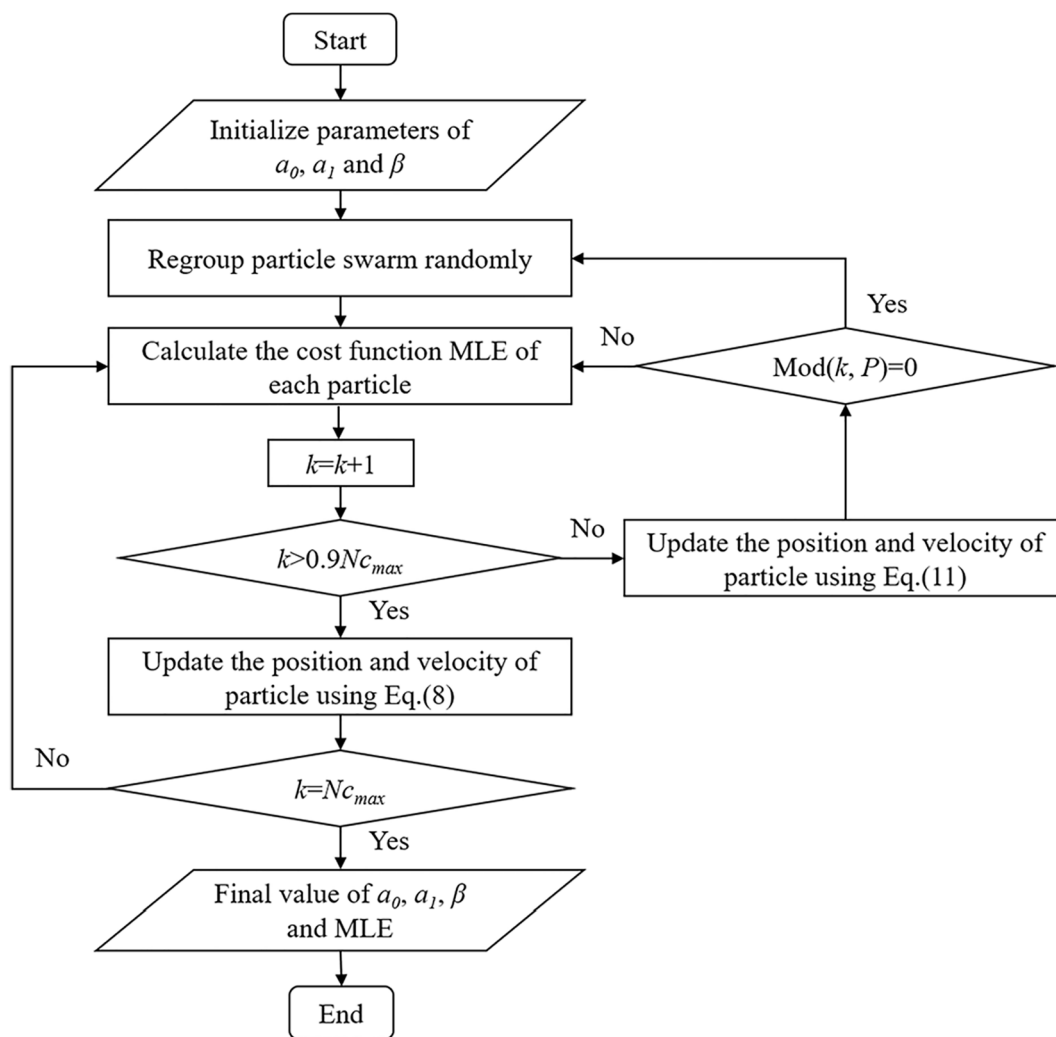 Start
Initialize parameters of
a₀, a₁ and β
Regroup particle swarm randomly
Yes
No
Calculate the cost function MLE of
each particle
Mod(k, P)=0
k=k+1
No
k>0.9Nc_max
Update the position and velocity of
particle using Eq.(11)
Yes
Update the position and velocity of
particle using Eq.(8)
No
k=Nc_max
Yes
Final value of a₀, a₁, β
and MLE
End